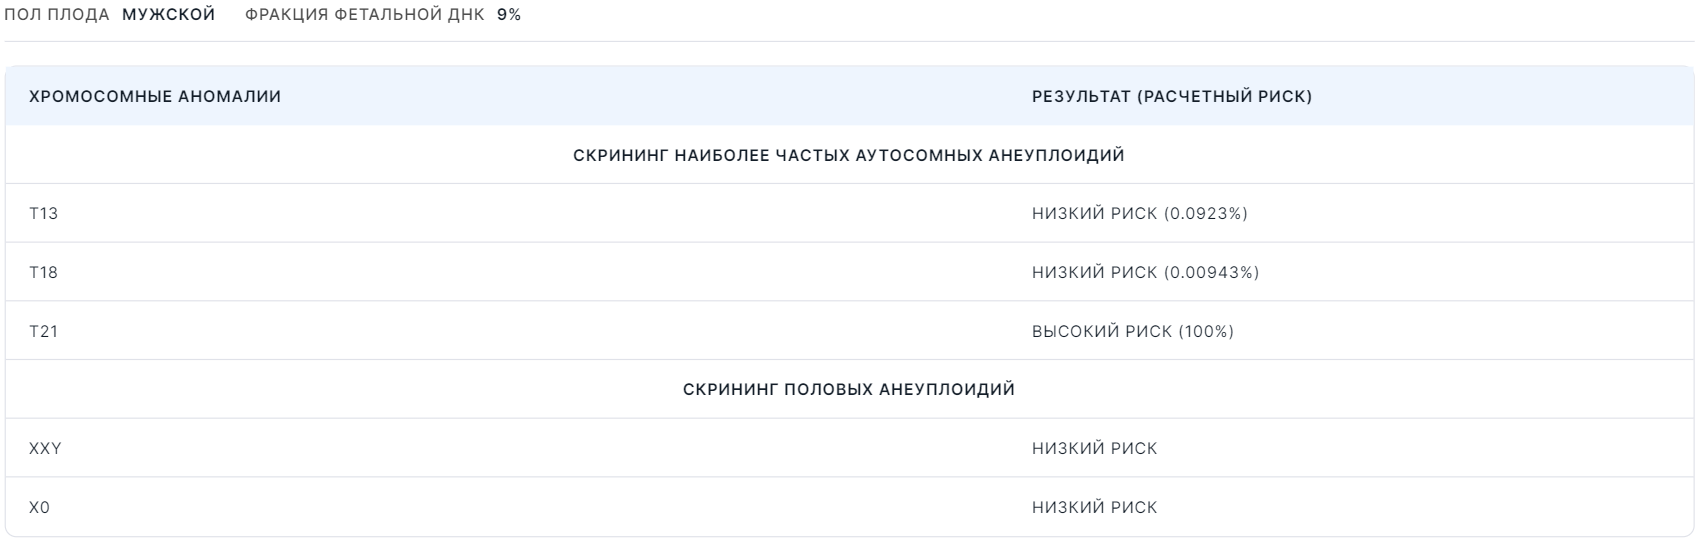 ПОЛ ПЛОДА МУЖСКОЙ ФРАКЦИЯ ФЕТАЛЬНОЙ ДНК 9%
ХРОМОСОМНЫЕ АНОМАЛИИ РЕЗУЛЬТАТ (РАСЧЕТНЫЙ РИСК)
СКРИНИНГ НАИБОЛЕЕ ЧАСТЫХ АУТОСОМНЫХ АНЕУПЛОИДИЙ
T13 НИЗКИЙ РИСК (0.0923%)
T18 НИЗКИЙ РИСК (0.00943%)
T21 ВЫСОКИЙ РИСК (100%)
СКРИНИНГ ПОЛОВЫХ АНЕУПЛОИДИЙ
XXY НИЗКИЙ РИСК
X0 НИЗКИЙ РИСК